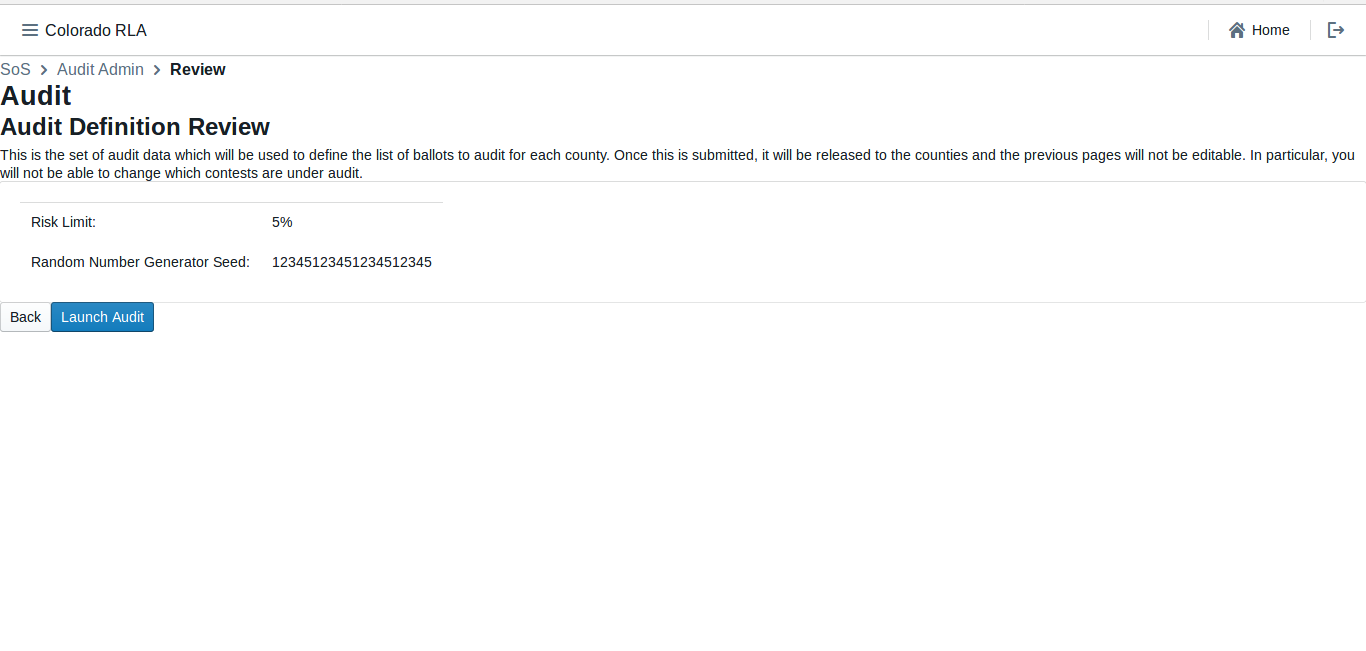 Colorado RLA
Home
SoS > Audit Admin > Review
Audit
Audit Definition Review
This is the set of audit data which will be used to define the list of ballots to audit for each county. Once this is submitted, it will be released to the counties and the previous pages will not be editable. In particular, you
will not be able to change which contests are under audit.
Risk Limit: 5%
Random Number Generator Seed: 12345123451234512345
Back Launch Audit